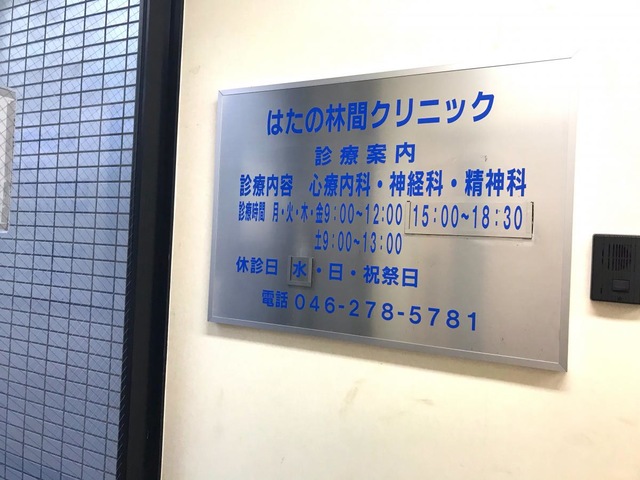 はたの林間クリニック
診療案内
診療内容 心療内科・神経科・精神科
診療時間 月・火・木・金9:00~12:00 15:00~18:30
土9:00~13:00
休診日 水・日・祝祭日
電話 046-278-5781